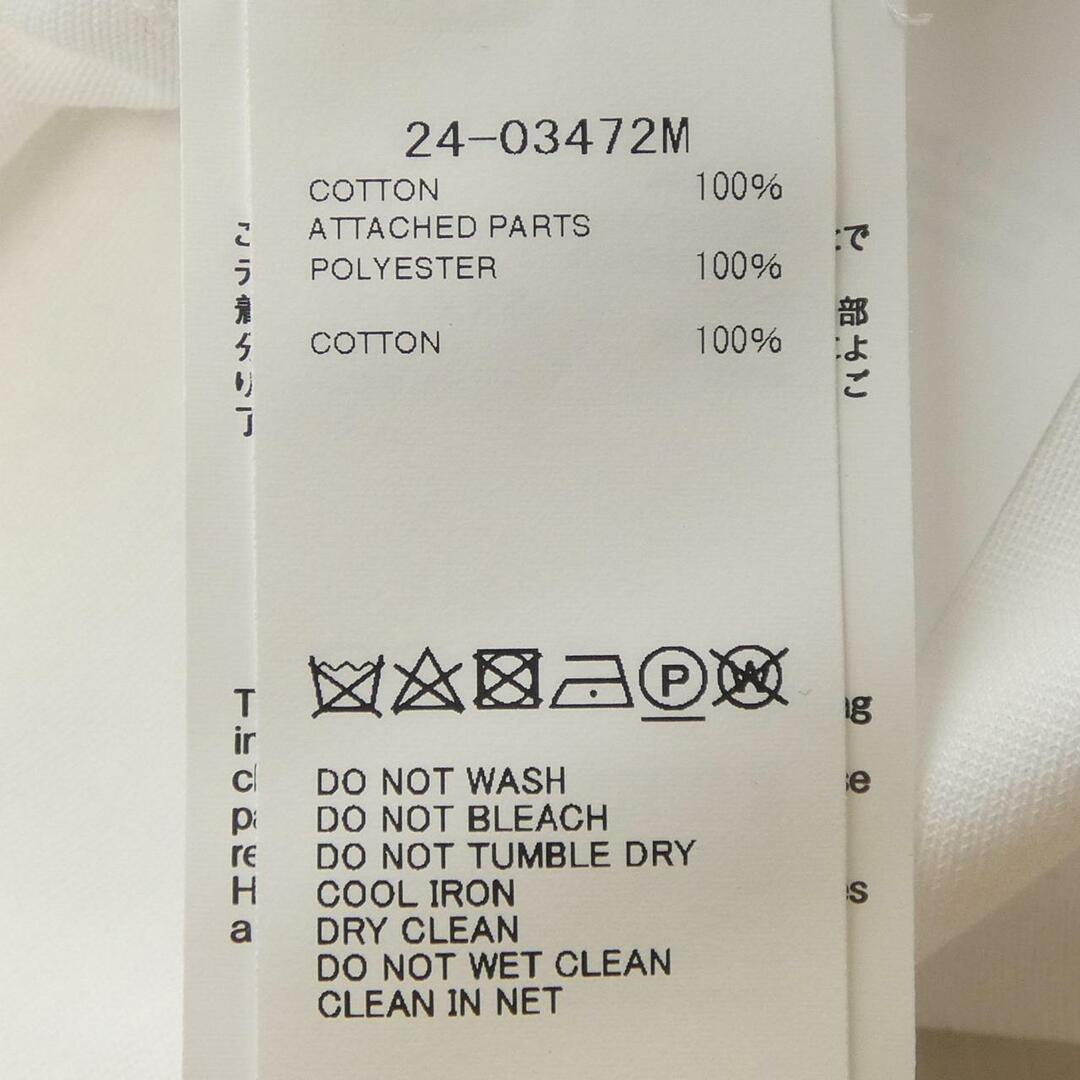 24-03472M
COTTON 100%
ATTACHED PARTS
POLYESTER 100%
COTTON 100%
P
W
DO NOT WASH
DO NOT BLEACH
DO NOT TUMBLE DRY
COOL IRON
DRY CLEAN
DO NOT WET CLEAN
CLEAN IN NET